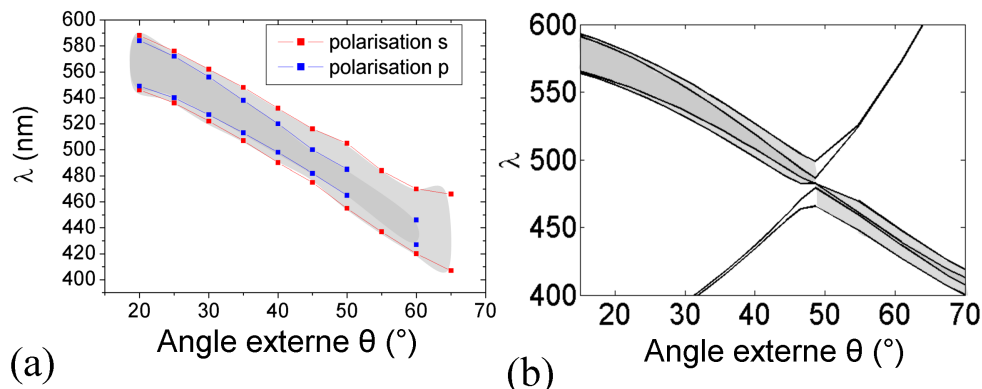 600
580
560
540
520
500
480
460
440
420
400
λ (nm)
polarisation s
polarisation p
20 30 40 50 60 70
Angle externe θ (°)
(a)
600
550
500
450
400
λ
20 30 40 50 60 70
Angle externe θ (°)
(b)